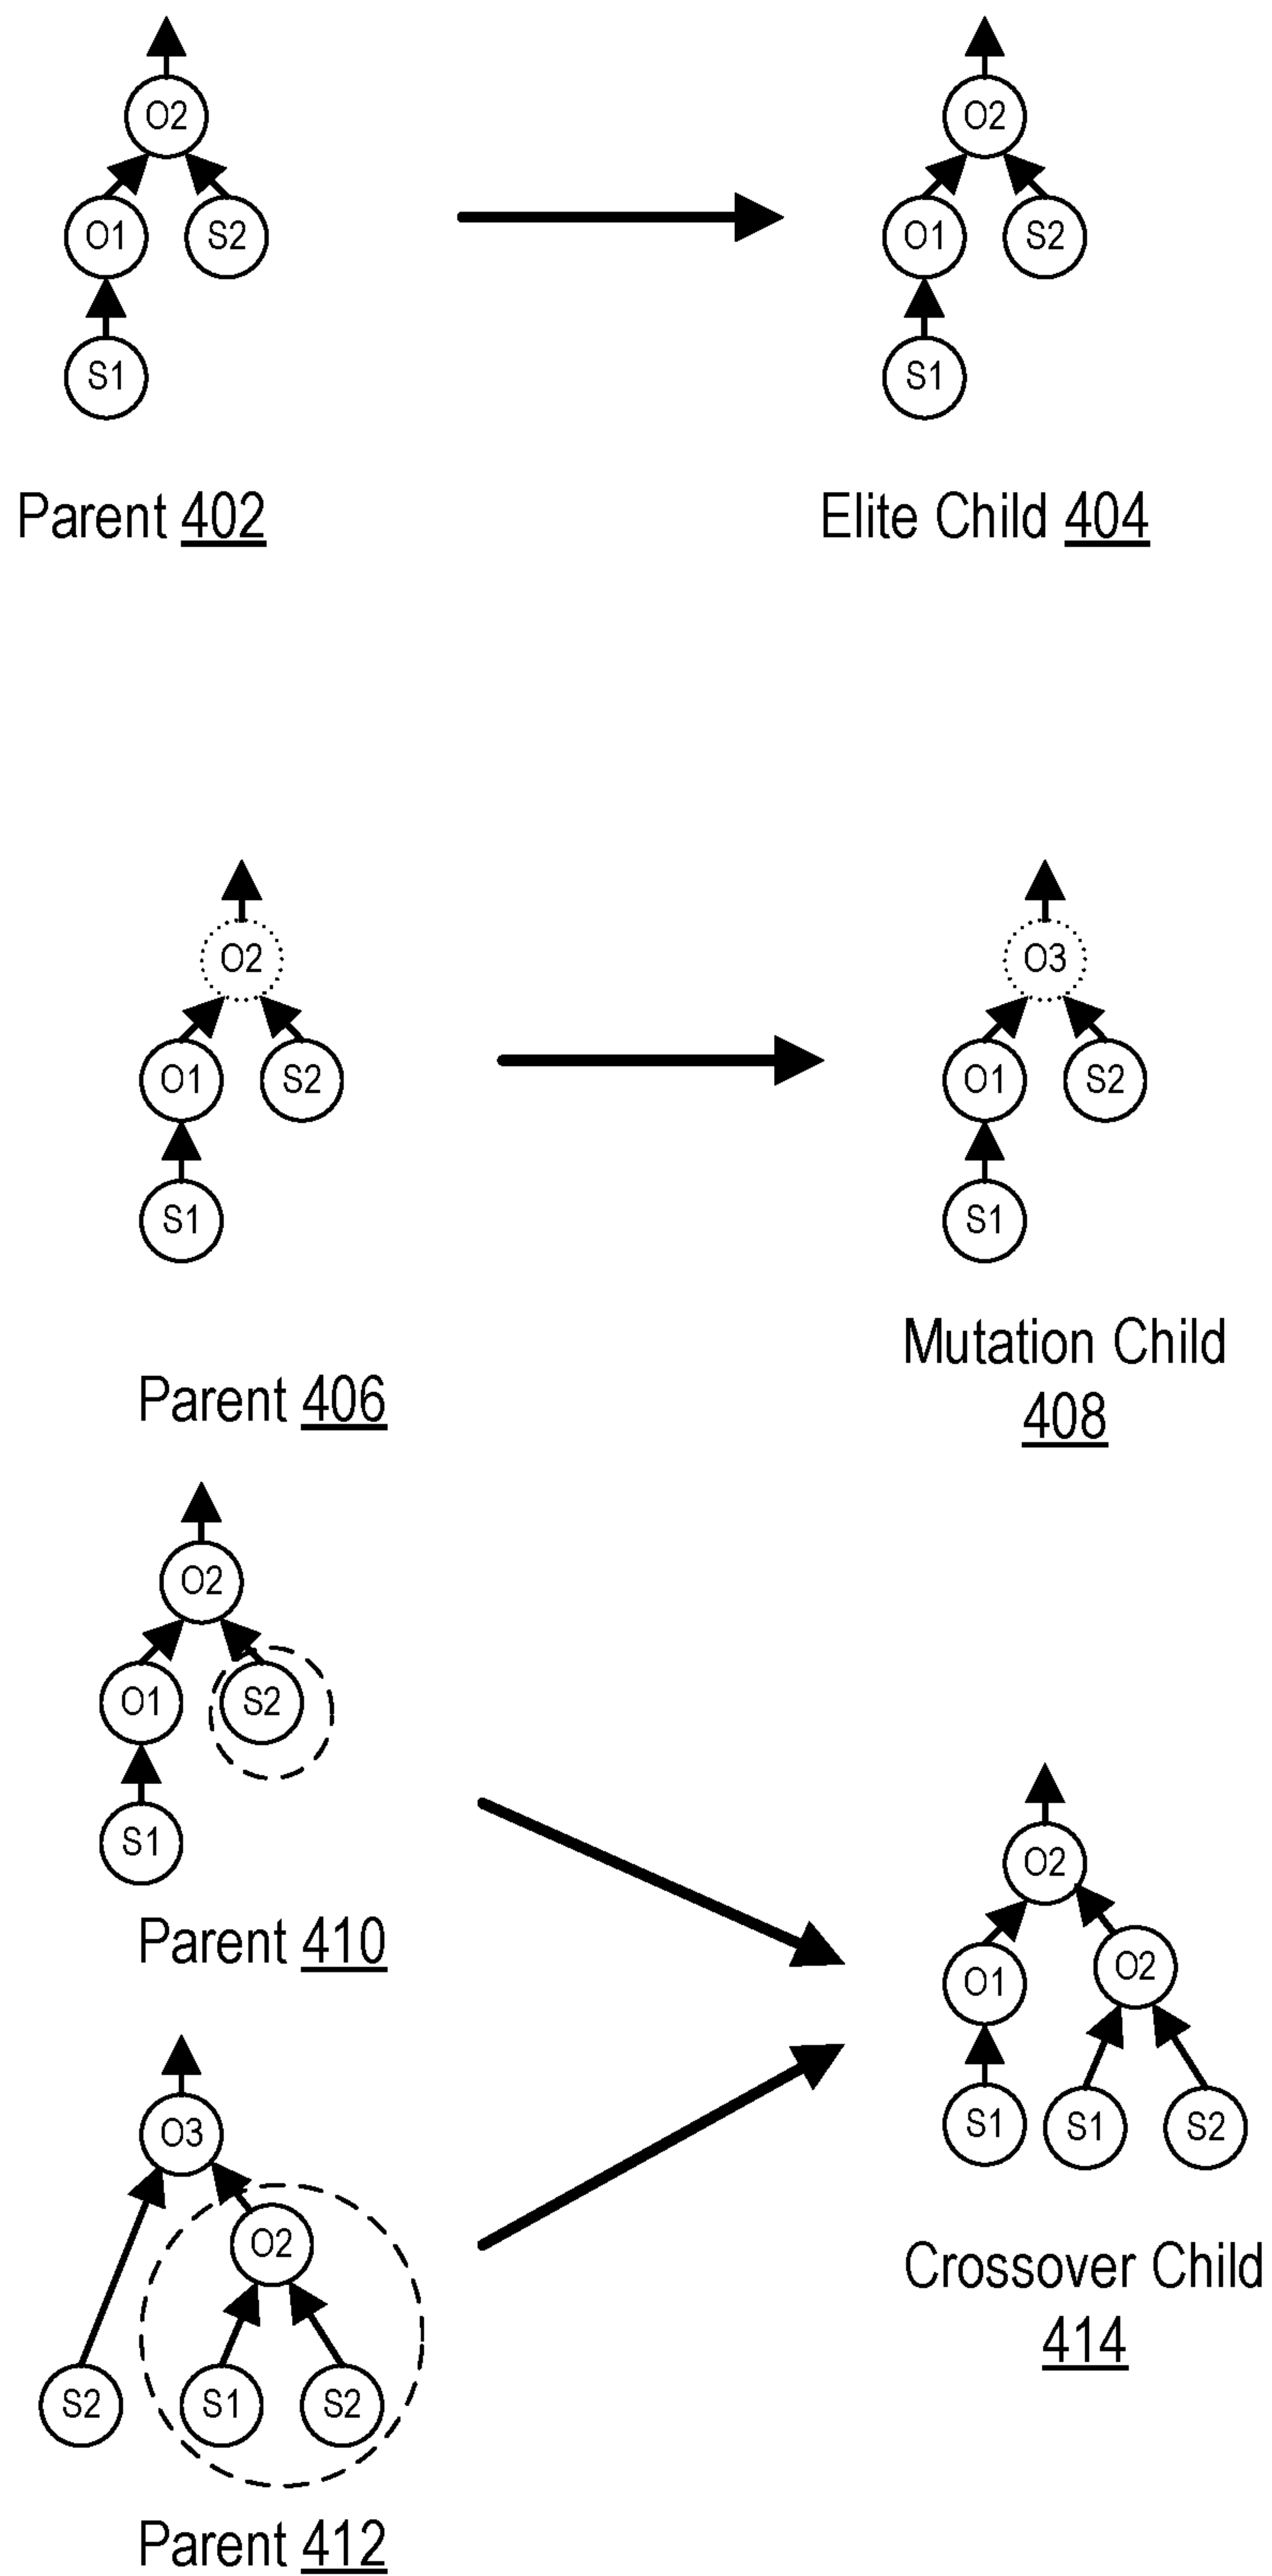 O2 O2
O1 S2 O1 S2
S1 S1
Parent 402 Elite Child 404
O2 O3
O1 S2 O1 S2
S1 S1
Mutation Child
Parent 406 408
O2
O1 S2
S1
Parent 410
O2
O1 O2
S1 S1 S2
O3
O2
S2 S1 S2
Crossover Child
414
Parent 412